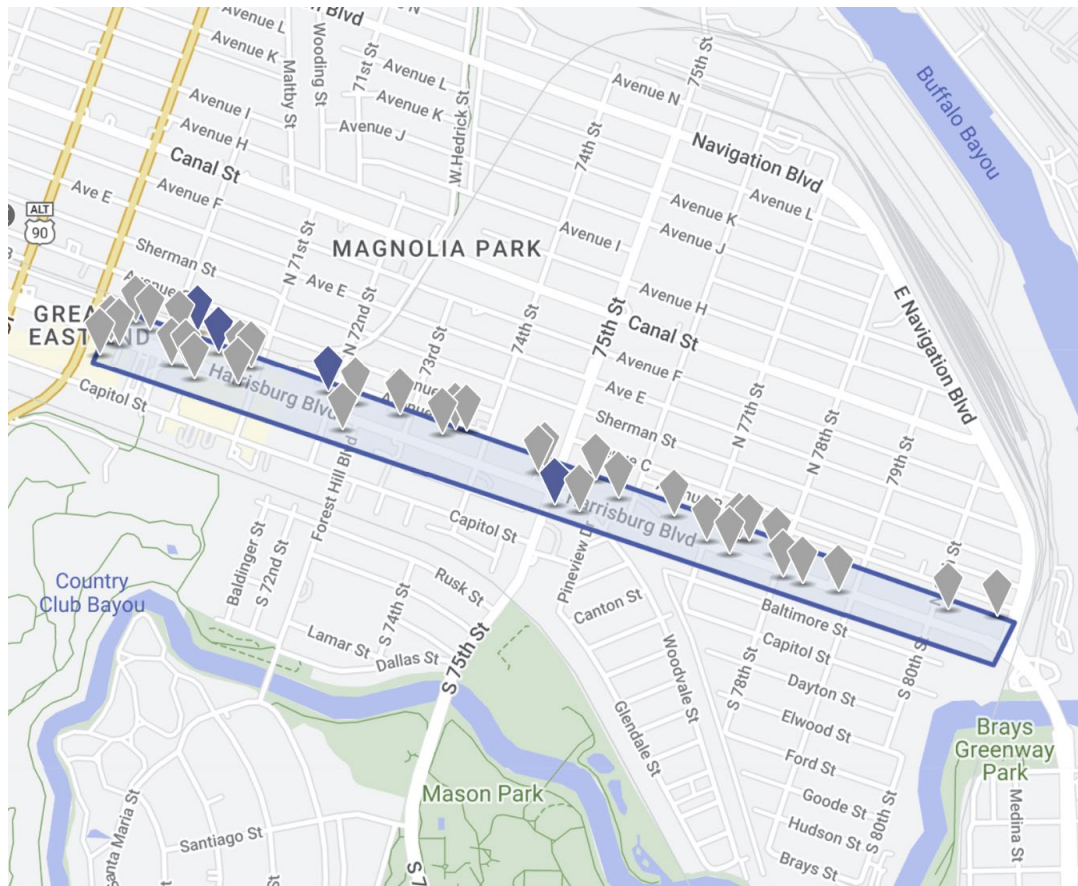 Avenue L
Avenue K
Wooding St
Maltby St
71st St
Blvd
Avenue L
Avenue K
Avenue J
Avenue I
Avenue H
Canal St
Avenue F
Ave E
ALT
90
Sherman St
N 71st St
W.Hedrick St
75th St
Avenue N
74th St
Navigation Blvd
Buffalo Bayou
Avenue L
Avenue K
Avenue J
Avenue I
MAGNOLIA PARK
Ave E
N 72nd St
73rd St
74th St
75th St
Avenue H
Canal St
Avenue F
Ave E
Sherman St
E Navigation Blvd
N 77th St
N 78th St
79th St
Capitol St
Harrisburg Blvd
Forest Hill Blvd
Capitol St
Harrisburg Blvd
Pineview D
Baltimore St
Capitol St
Dayton St
Elwood St
Ford St
Goode St
Hudson St
Brays St
S 78th St
S 80th St
S 80th St
Baldinger St
S 72nd St
Country
Club Bayou
Rusk St
S 74th St
Lamar St
Dallas St
S 75th St
Canton St
Woodvale St
Glendale St
Mason Park
Santiago St
Brays
Greenway
Park
Medina St